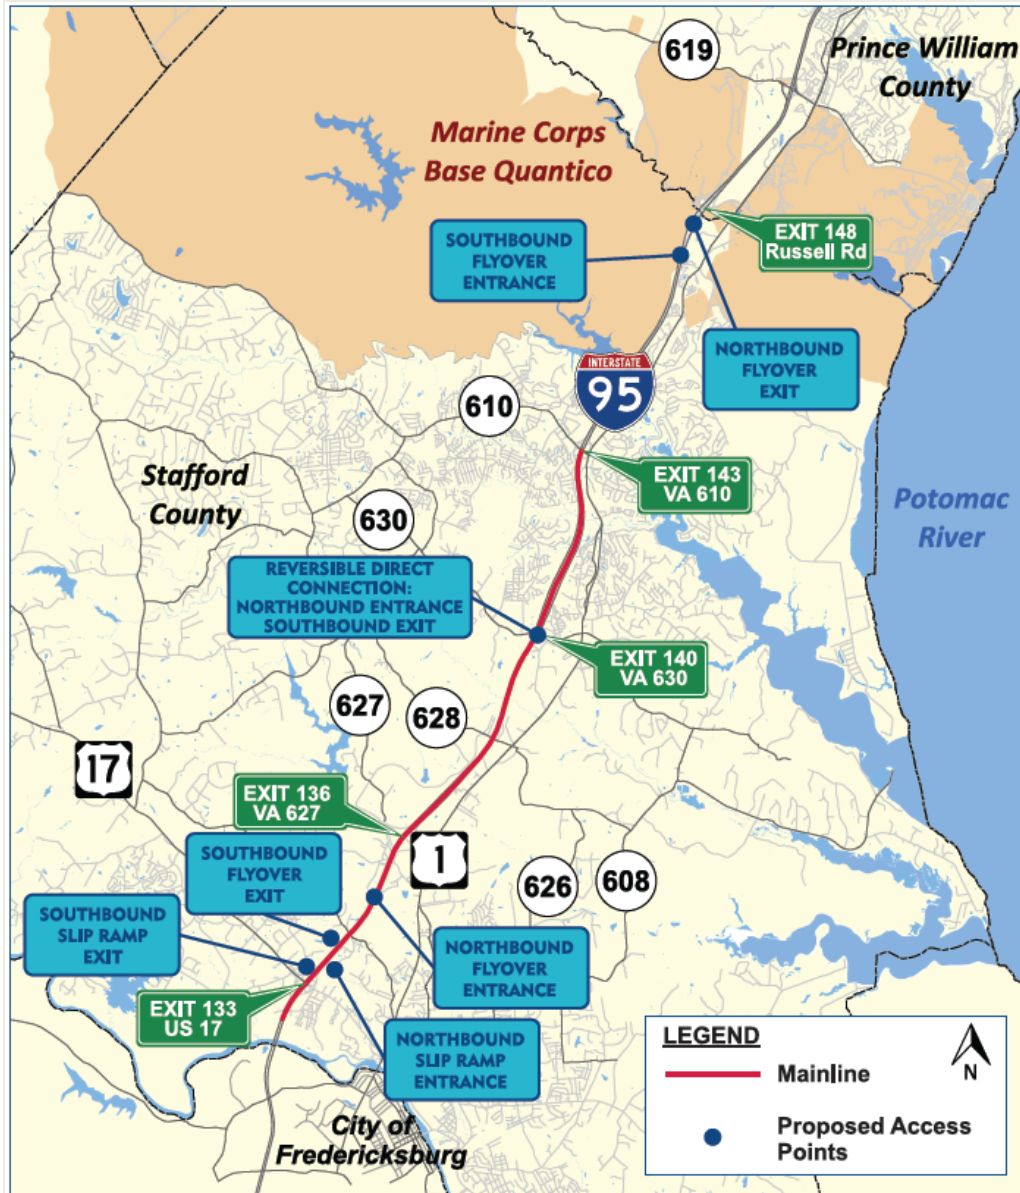 619
Prince William
County
Marine Corps
Base Quantico
SOUTHBOUND
FLYOVER
ENTRANCE
EXIT 148
Russell Rd
NORTHBOUND
FLYOVER
EXIT
INTERSTATE
95
610
Stafford
County
EXIT 143
VA 610
Potomac
River
630
REVERSIBLE DIRECT
CONNECTION:
NORTHBOUND ENTRANCE
SOUTHBOUND EXIT
EXIT 140
VA 630
627
628
17
EXIT 136
VA 627
1
626
608
SOUTHBOUND
FLYOVER
EXIT
SOUTHBOUND
SLIP RAMP
EXIT
NORTHBOUND
FLYOVER
ENTRANCE
EXIT 133
US 17
NORTHBOUND
SLIP RAMP
ENTRANCE
City of
Fredericksburg
LEGEND
N
Mainline
Proposed Access
Points